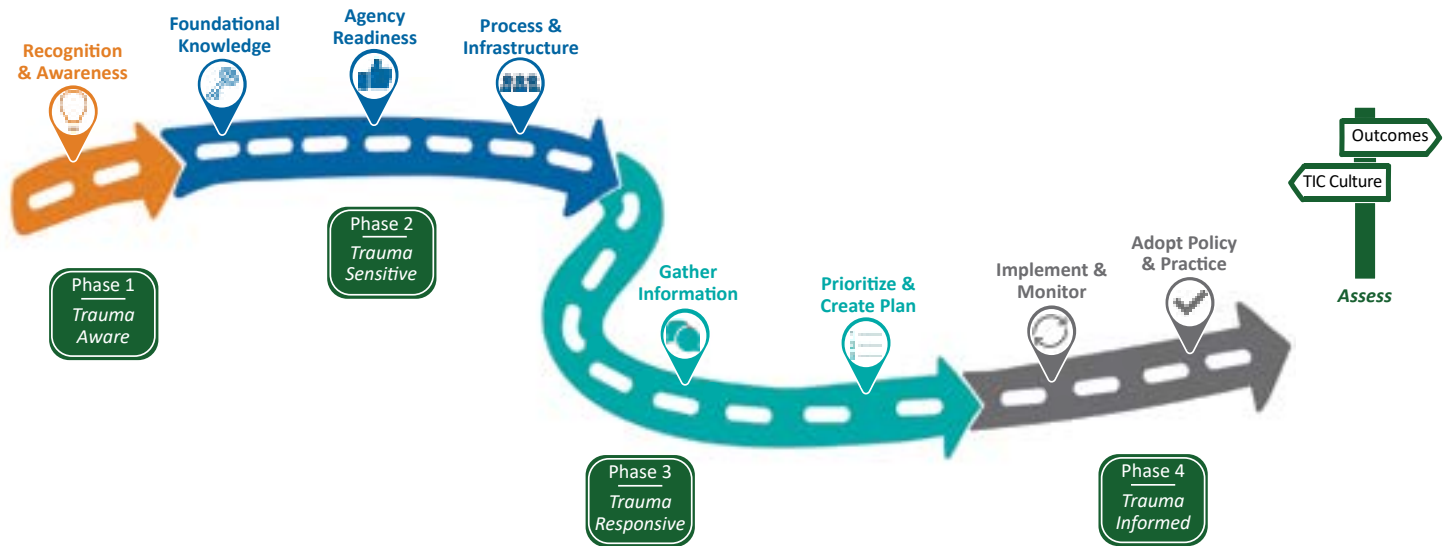 Recognition
& Awareness
Foundational
Knowledge
Agency
Readiness
Process &
Infrastructure
Phase 1
Trauma
Aware
Phase 2
Trauma
Sensitive
Gather
Information
Prioritize &
Create Plan
Phase 3
Trauma
Responsive
Implement &
Monitor
Adopt Policy
& Practice
Phase 4
Trauma
Informed
Outcomes
TIC Culture
Assess